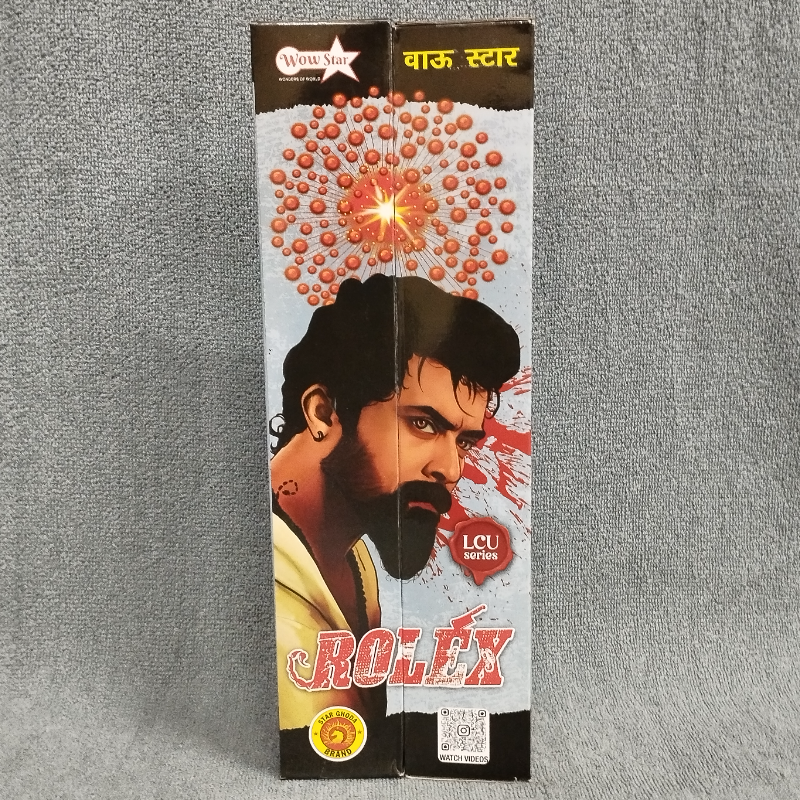 Wow Star
WONDERS OF WORLD
वाऊ स्टार
LCU
series
ROLEX
STAR GHODA
BRAND
WATCH VIDEOS